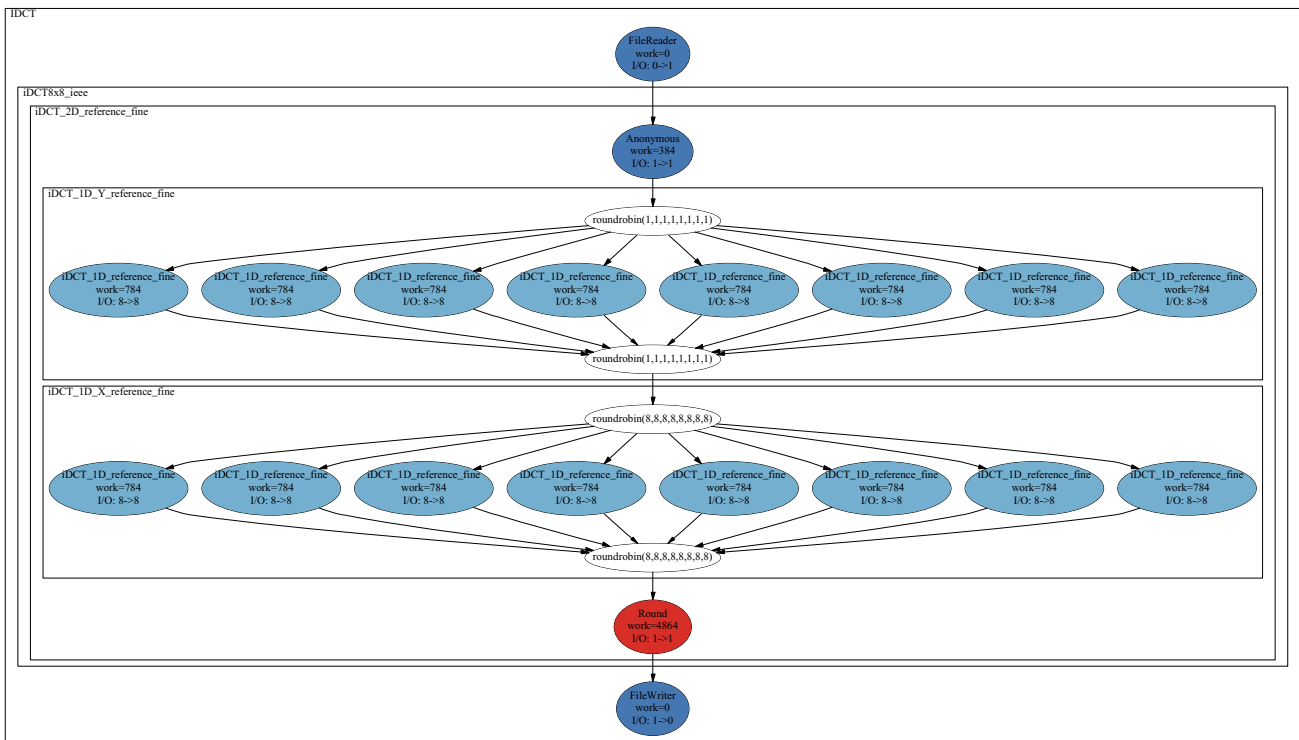 IDCT
FileReader
work=0
I/O: 0->1
iDCT8x8_ieee
iDCT_2D_reference_fine
Anonymous
work=384
I/O: 1->1
iDCT_1D_Y_reference_fine
roundrobin(1,1,1,1,1,1,1,1)
iDCT_1D_reference_fine
work=784
I/O: 8->8
iDCT_1D_reference_fine
work=784
I/O: 8->8
iDCT_1D_reference_fine
work=784
I/O: 8->8
iDCT_1D_reference_fine
work=784
I/O: 8->8
iDCT_1D_reference_fine
work=784
I/O: 8->8
iDCT_1D_reference_fine
work=784
I/O: 8->8
iDCT_1D_reference_fine
work=784
I/O: 8->8
iDCT_1D_reference_fine
work=784
I/O: 8->8
roundrobin(1,1,1,1,1,1,1,1)
iDCT_1D_X_reference_fine
roundrobin(8,8,8,8,8,8,8,8)
iDCT_1D_reference_fine
work=784
I/O: 8->8
iDCT_1D_reference_fine
work=784
I/O: 8->8
iDCT_1D_reference_fine
work=784
I/O: 8->8
iDCT_1D_reference_fine
work=784
I/O: 8->8
iDCT_1D_reference_fine
work=784
I/O: 8->8
iDCT_1D_reference_fine
work=784
I/O: 8->8
iDCT_1D_reference_fine
work=784
I/O: 8->8
iDCT_1D_reference_fine
work=784
I/O: 8->8
roundrobin(8,8,8,8,8,8,8,8)
Round
work=4864
I/O: 1->1
FileWriter
work=0
I/O: 1->0